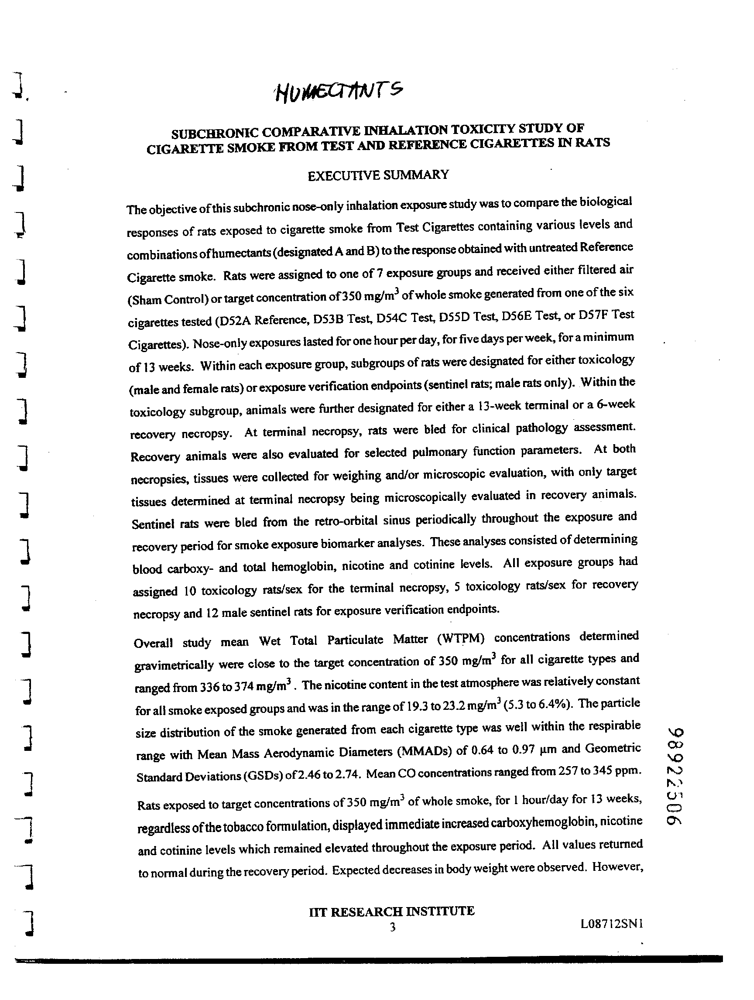 HUMECTANTS
SUBCHRONIC COMPARATIVE INHALATION TOXICITY STUDY OF
CIGARETTE SMOKE FROM TEST AND REFERENCE CIGARETTES IN RATS
EXECUTIVE SUMMARY
The objective of this subchronic nose-only inhalation exposure study was to compare the biological
responses of rats exposed to cigarette smoke from Test Cigarettes containing various levels and
combinations of humectants (designated A and B) to the response obtained with untreated Reference
Cigarette smoke. Rats were assigned to one of 7 exposure groups and received either filtered air
(Sham Control) or target concentration of 350 mg/m³ of whole smoke generated from one of the six
cigarettes tested (D52A Reference, D53B Test, D54C Test, D55D Test, D56E Test, or D57F Test
Cigarettes). Nose-only exposures lasted for one hour per day, for five days per week, for a minimum
of 13 weeks. Within each exposure group, subgroups of rats were designated for either toxicology
(male and female rats) or exposure verification endpoints (sentinel rats; male rats only). Within the
toxicology subgroup, animals were further designated for either a 13-week terminal or a 6-week
recovery necropsy. At terminal necropsy, rats were bled for clinical pathology assessment.
Recovery animals were also evaluated for selected pulmonary function parameters. At both
necropsies, tissues were collected for weighing and/or microscopic evaluation, with only target
tissues determined at terminal necropsy being microscopically evaluated in recovery animals.
Sentinel rats were bled from the retro-orbital sinus periodically throughout the exposure and
recovery period for smoke exposure biomarker analyses. These analyses consisted of determining
blood carboxy- and total hemoglobin, nicotine and cotinine levels. All exposure groups had
assigned 10 toxicology rats/sex for the terminal necropsy, 5 toxicology rats/sex for recovery
necropsy and 12 male sentinel rats for exposure verification endpoints.
Overall study mean Wet Total Particulate Matter (WTPM) concentrations determined
gravimetrically were close to the target concentration of 350 mg/m³ for all cigarette types and
ranged from 336 to 374 mg/m³ . The nicotine content in the test atmosphere was relatively constant
for all smoke exposed groups and was in the range of 19.3 to 23.2 mg/m³ (5.3 to 6.4%). The particle
size distribution of the smoke generated from each cigarette type was well within the respirable
range with Mean Mass Aerodynamic Diameters (MMADs) of 0.64 to 0.97 µm and Geometric
Standard Deviations (GSDs) of 2.46 to 2.74. Mean CO concentrations ranged from 257 to 345 ppm.
Rats exposed to target concentrations of 350 mg/m³ of whole smoke, for 1 hour/day for 13 weeks,
regardless of the tobacco formulation, displayed immediate increased carboxyhemoglobin, nicotine
and cotinine levels which remained elevated throughout the exposure period. All values returned
to normal during the recovery period. Expected decreases in body weight were observed. However,
98922506
IIT RESEARCH INSTITUTE
3
L08712SN1